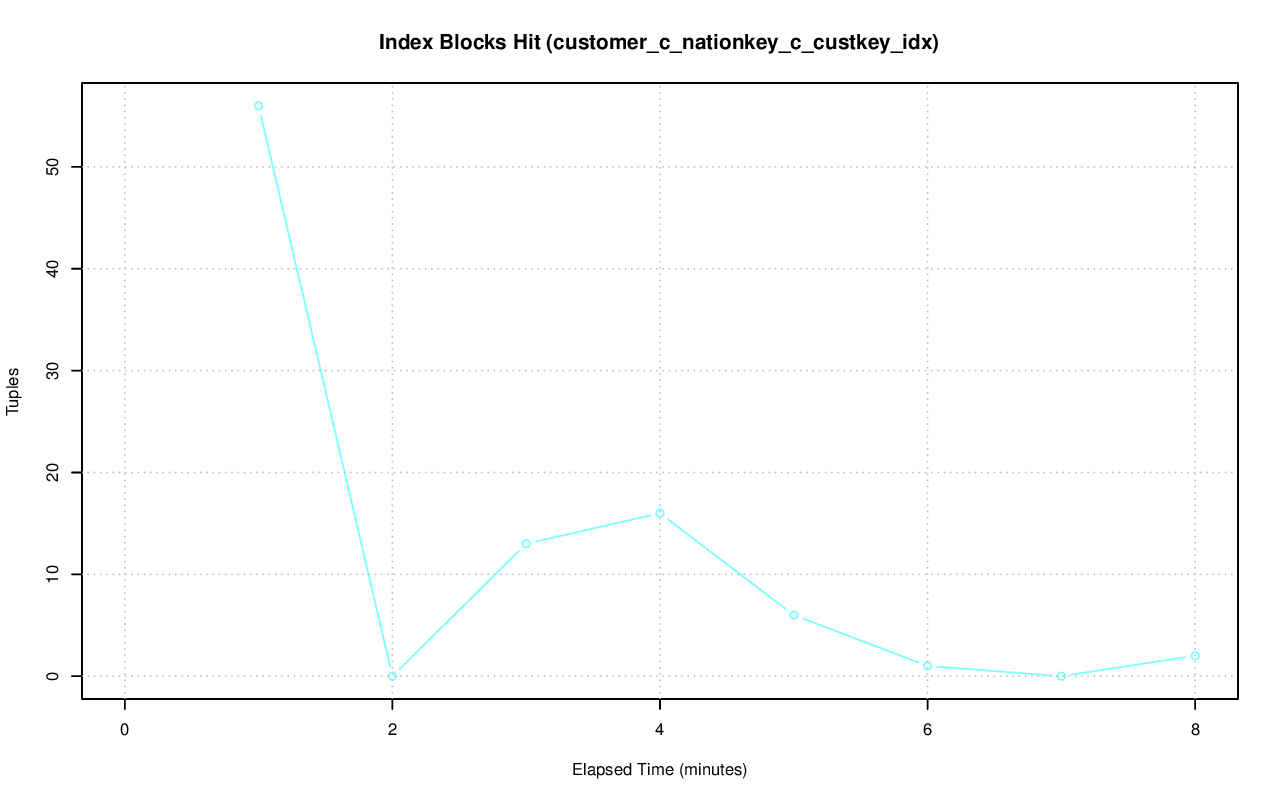 Index Blocks Hit (customer_c_nationkey_c_custkey_idx)
50
40
30
20
10
0
Tuples
0 2 4 6 8
Elapsed Time (minutes)